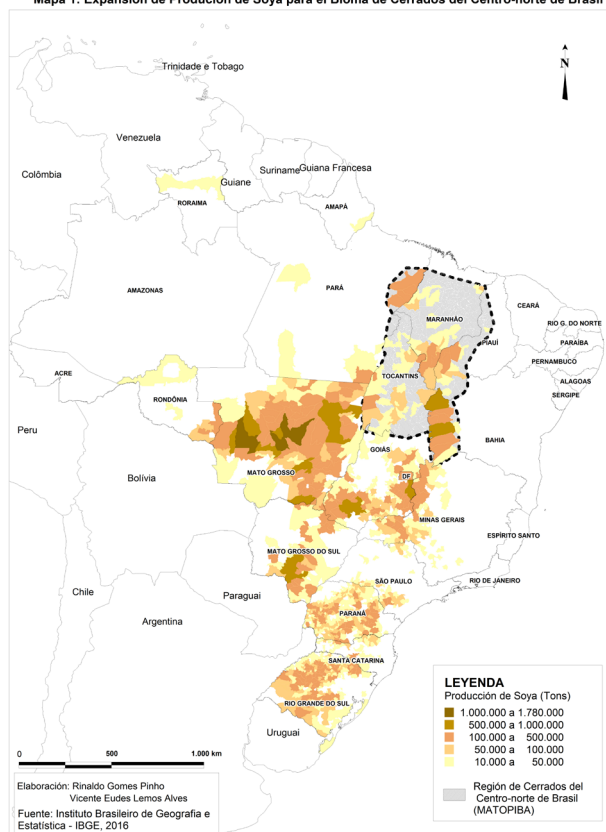 Mapa 1: Expansión de Produción de Soya para el Bioma de Cerrados del Centro-norte de Brasil
N
Trinidade e Tobago
Venezuela
Colômbia
Guiane
Suriname
Guiana Francesa
RORAIMA
AMAPÁ
AMAZONAS
PARÁ
MARANHÃO
CEARÁ
RIO G. DO NORTE
PIAUÍ
PARAÍBA
PERNAMBUCO
ACRE
TOCANTINS
ALAGOAS
SERGIPE
RONDÔNIA
Peru
BAHIA
GOIÁS
Bolívia
MATO GROSSO
DF
MINAS GERAIS
ESPÍRITO SANTO
MATO GROSSO DO SUL
SÃO PAULO
RIO DE JANEIRO
Chile
Paraguai
Argentina
PARANÁ
SANTA CATARINA
RIO GRANDE DO SUL
Uruguai
LEYENDA
Producción de Soya (Tons)
1.000.000 a 1.780.000
500.000 a 1.000.000
100.000 a 500.000
50.000 a 100.000
10.000 a 50.000
Región de Cerrados del
Centro-norte de Brasil
(MATOPIBA)
0 500 1.000 km
Elaboración: Rinaldo Gomes Pinho
Vicente Eudes Lemos Alves
Fuente: Instituto Brasileiro de Geografia e
Estatística - IBGE, 2016